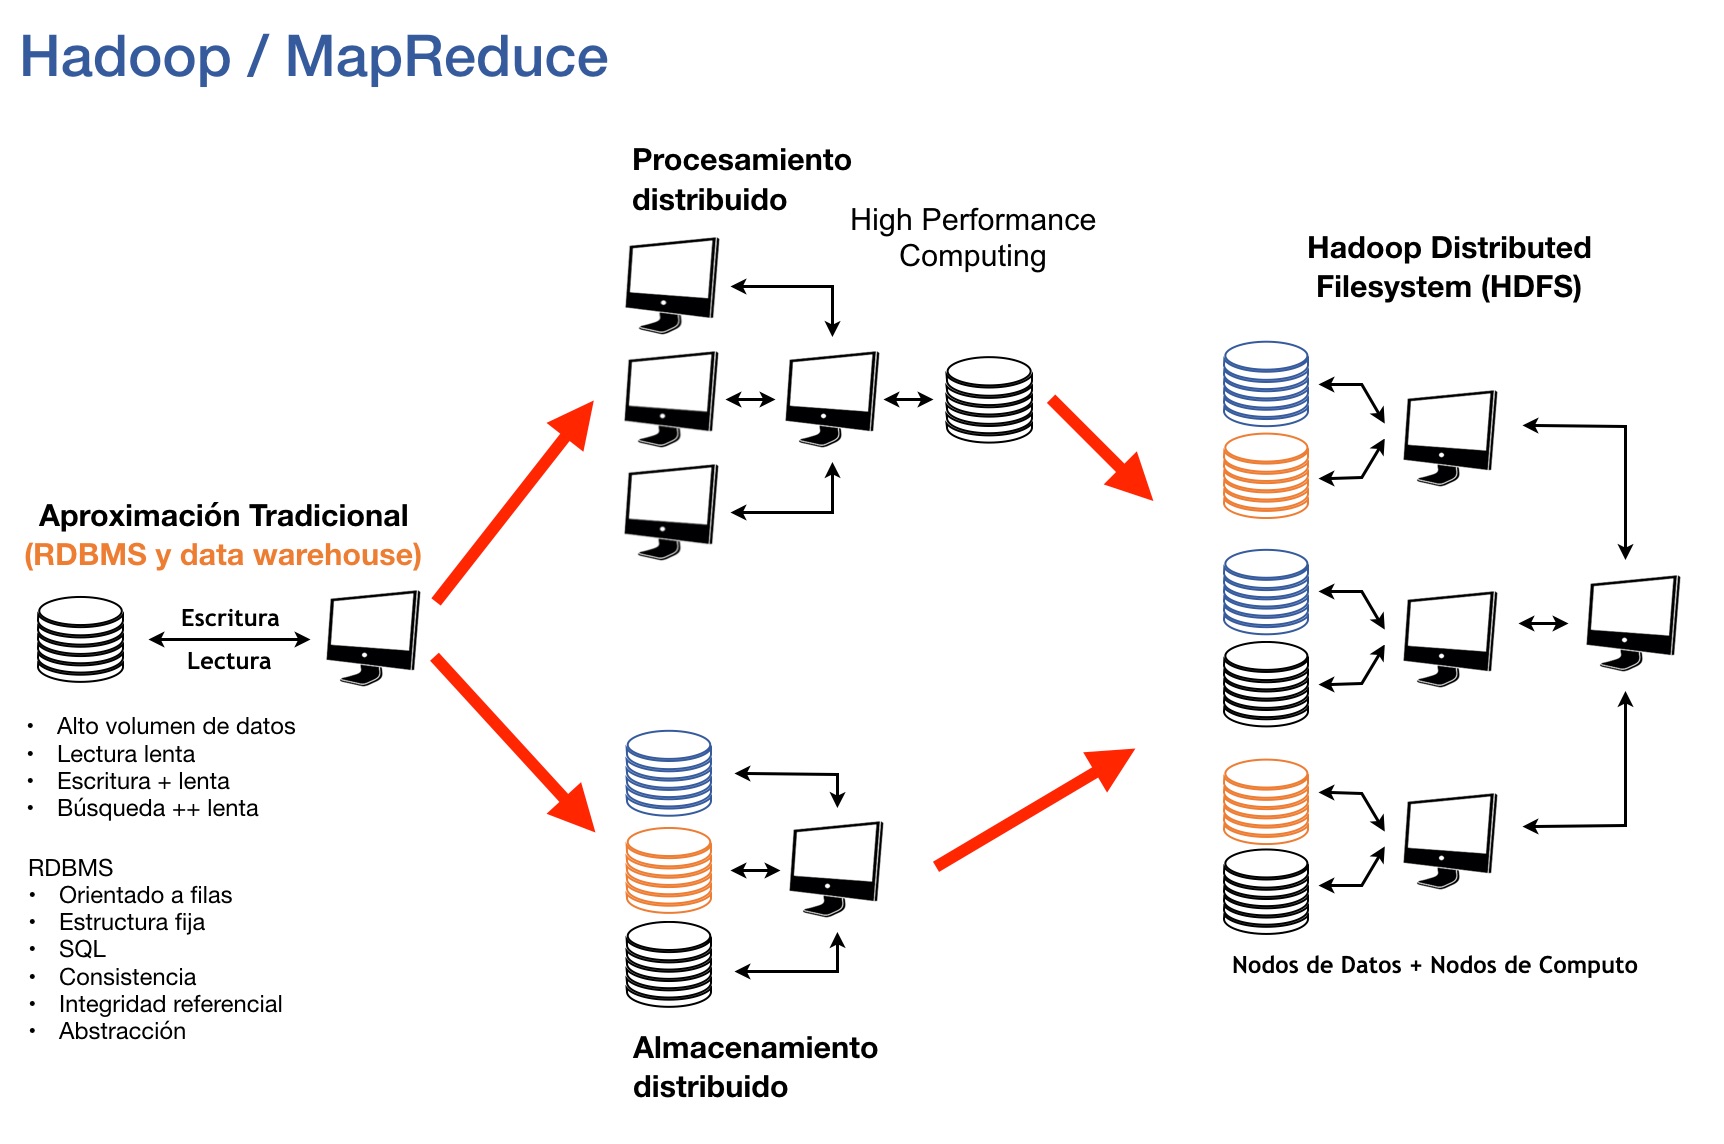 Hadoop / MapReduce
Procesamiento
distribuido
High Performance
Computing
Hadoop Distributed
Filesystem (HDFS)
Aproximación Tradicional
(RDBMS y data warehouse)
Escritura
Lectura
• Alto volumen de datos
• Lectura lenta
• Escritura + lenta
• Búsqueda ++ lenta
RDBMS
• Orientado a filas
• Estructura fija
• SQL
• Consistencia
• Integridad referencial
• Abstracción
Almacenamiento
distribuido
Nodos de Datos + Nodos de Computo